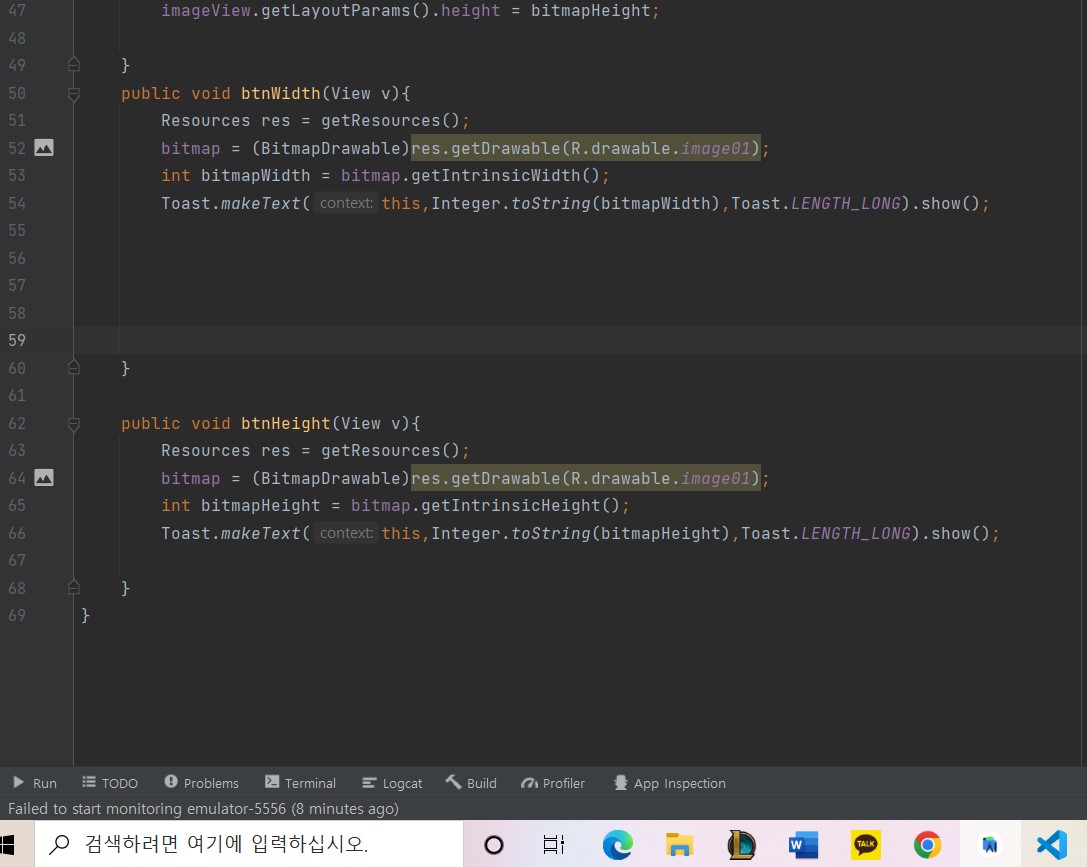 47 imageView.getLayoutParams().height = bitmapHeight;
48
49 }
50 public void btnWidth(View v){
51 Resources res = getResources();
52 bitmap = (BitmapDrawable)res.getDrawable(R.drawable.image01);
53 int bitmapWidth = bitmap.getIntrinsicWidth();
54 Toast.makeText( context: this,Integer.toString(bitmapWidth),Toast.LENGTH_LONG).show();
55
56
57
58
59
60 }
61
62 public void btnHeight(View v){
63 Resources res = getResources();
64 bitmap = (BitmapDrawable)res.getDrawable(R.drawable.image01);
65 int bitmapHeight = bitmap.getIntrinsicHeight();
66 Toast.makeText( context: this,Integer.toString(bitmapHeight),Toast.LENGTH_LONG).show();
67
68 }
69 }
Run TODO Problems Terminal Logcat Build Profiler App Inspection
Failed to start monitoring emulator-5556 (8 minutes ago)
검색하려면 여기에 입력하십시오. L W TALK